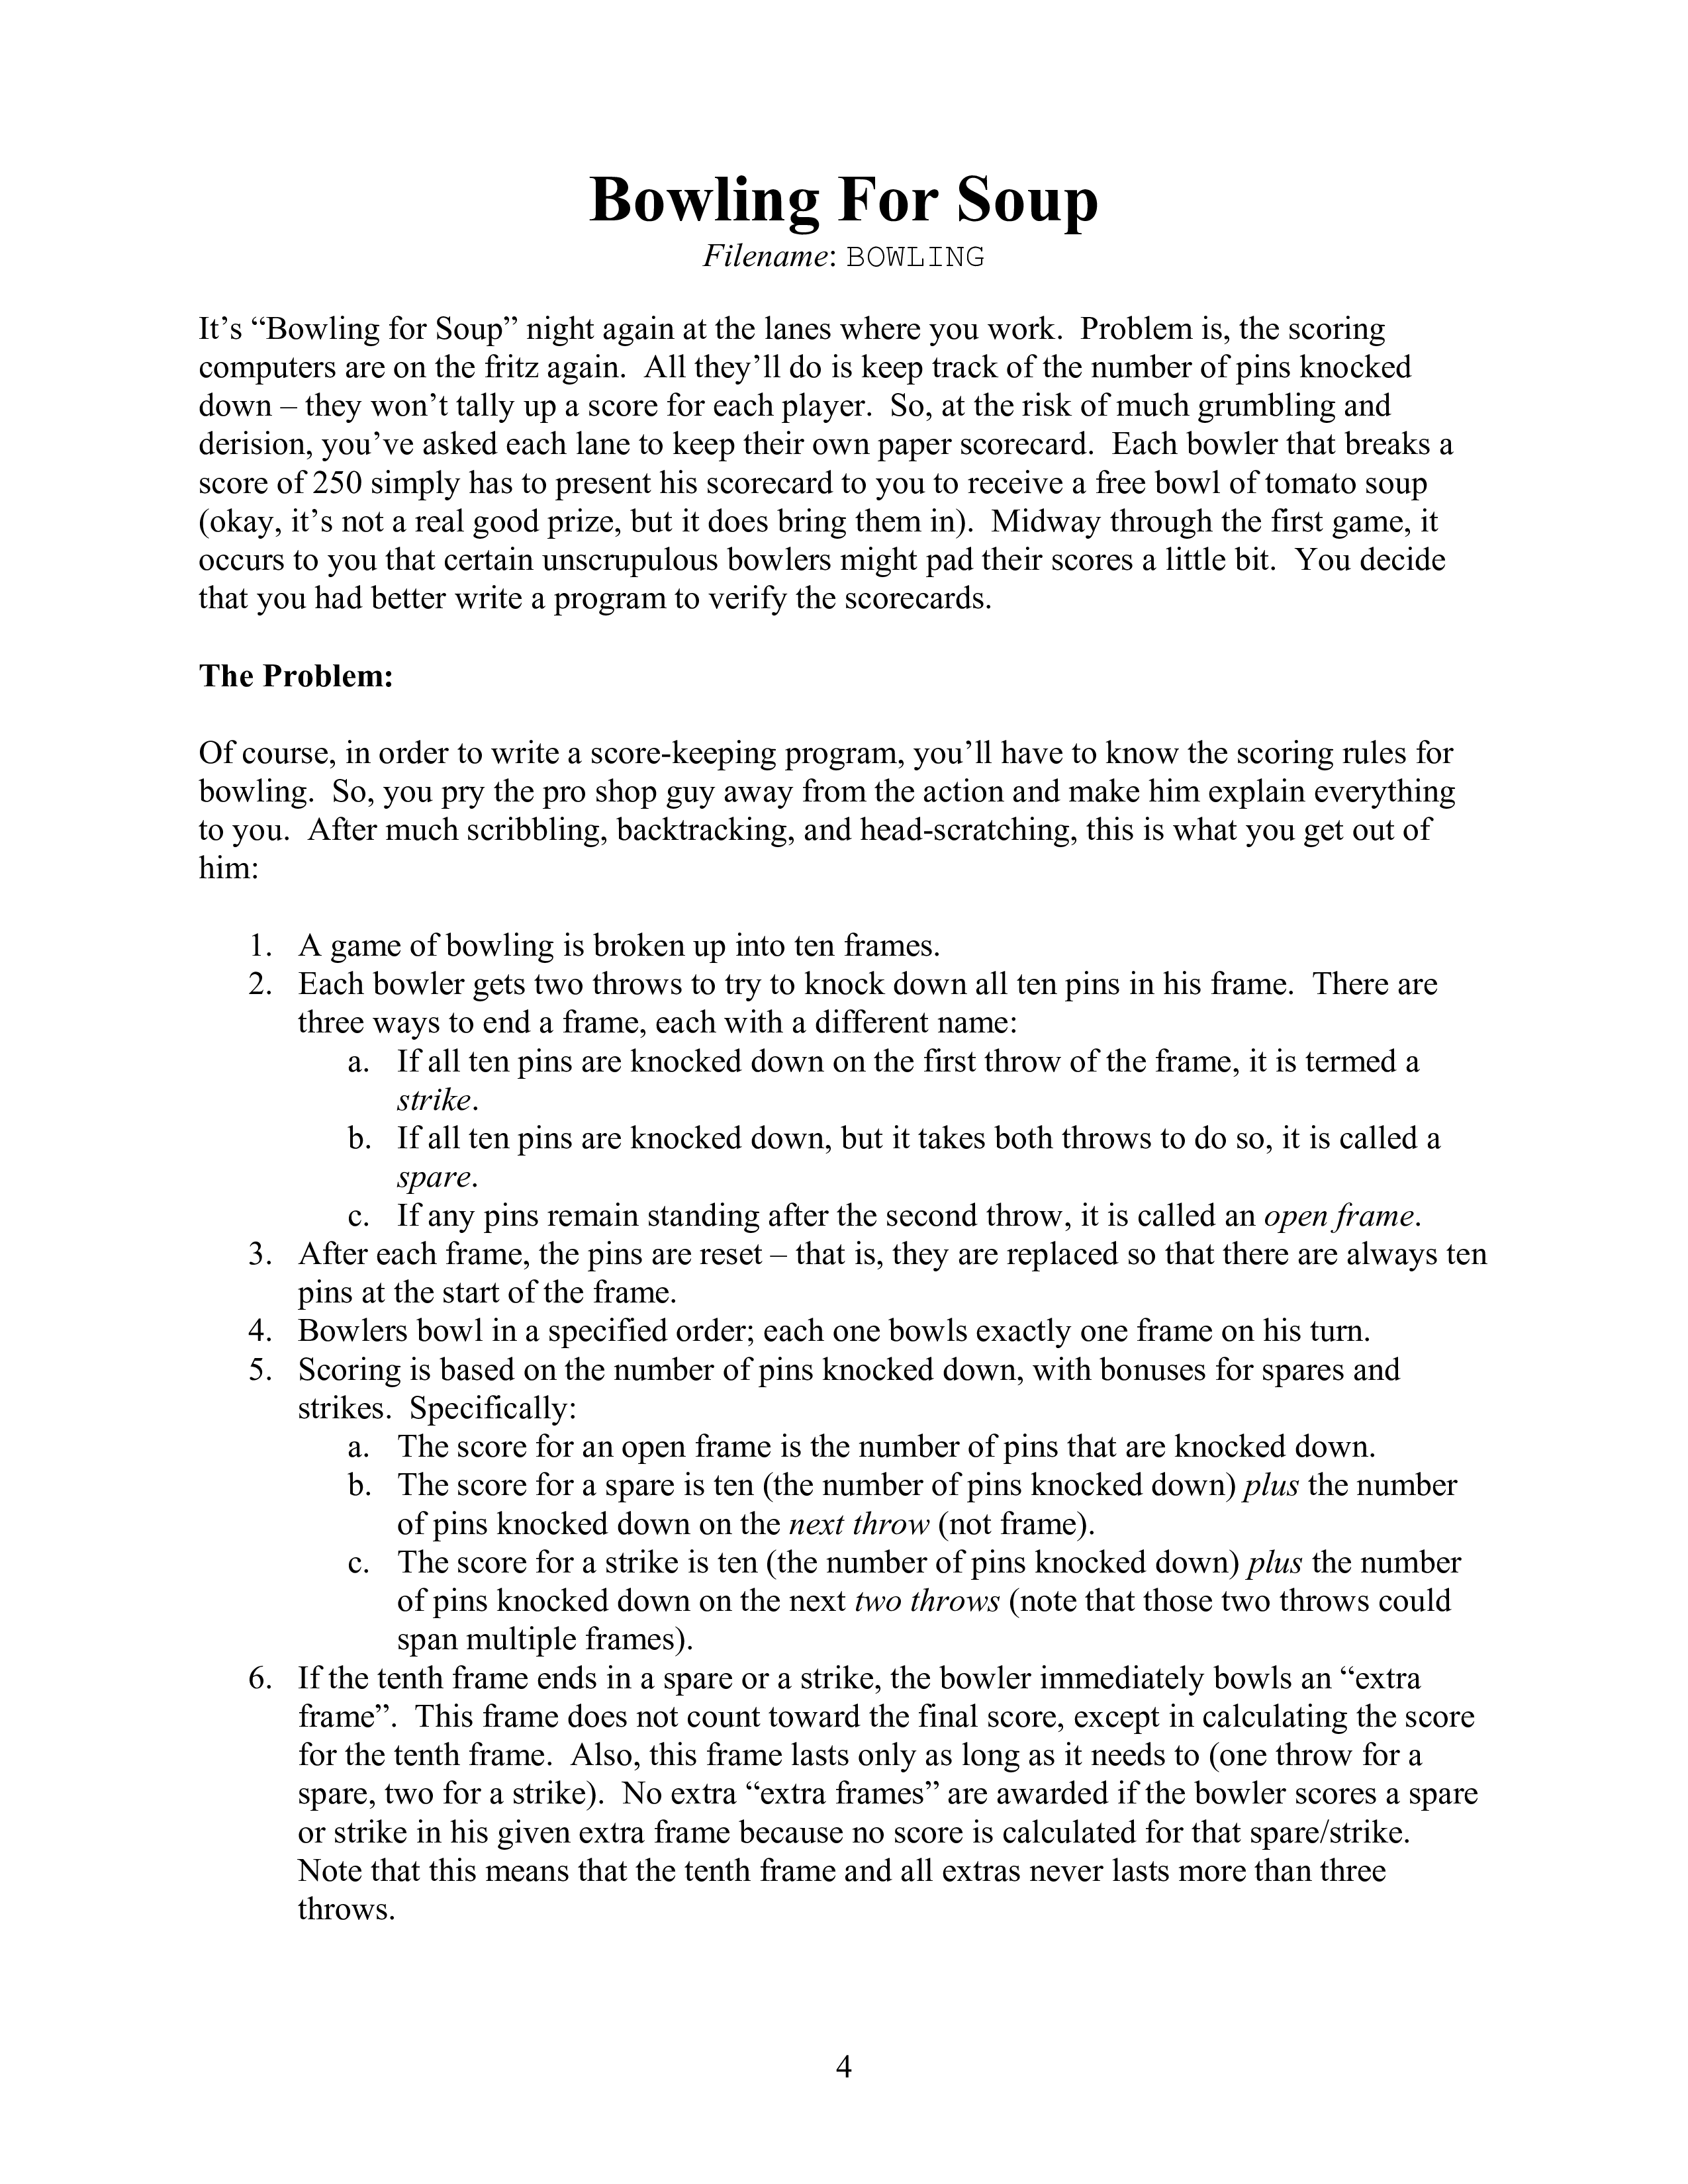 Bowling For Soup
Filename: BOWLING
It’s “Bowling for Soup” night again at the lanes where you work.  Problem is, the scoring
computers are on the fritz again.  All they’ll do is keep track of the number of pins knocked
down – they won’t tally up a score for each player.  So, at the risk of much grumbling and
derision, you’ve asked each lane to keep their own paper scorecard.  Each bowler that breaks a
score of 250 simply has to present his scorecard to you to receive a free bowl of tomato soup
(okay, it’s not a real good prize, but it does bring them in).  Midway through the first game, it
occurs to you that certain unscrupulous bowlers might pad their scores a little bit.  You decide
that you had better write a program to verify the scorecards.
The Problem:
Of course, in order to write a score-keeping program, you’ll have to know the scoring rules for
bowling.  So, you pry the pro shop guy away from the action and make him explain everything
to you.  After much scribbling, backtracking, and head-scratching, this is what you get out of
him:
1. A game of bowling is broken up into ten frames.
2. Each bowler gets two throws to try to knock down all ten pins in his frame.  There are
three ways to end a frame, each with a different name:
a. If all ten pins are knocked down on the first throw of the frame, it is termed a
strike.
b. If all ten pins are knocked down, but it takes both throws to do so, it is called a
spare.
c. If any pins remain standing after the second throw, it is called an open frame.
3. After each frame, the pins are reset – that is, they are replaced so that there are always ten
pins at the start of the frame.
4. Bowlers bowl in a specified order; each one bowls exactly one frame on his turn.
5. Scoring is based on the number of pins knocked down, with bonuses for spares and
strikes.  Specifically:
a. The score for an open frame is the number of pins that are knocked down.
b. The score for a spare is ten (the number of pins knocked down) plus the number
of pins knocked down on the next throw (not frame).
c. The score for a strike is ten (the number of pins knocked down) plus the number
of pins knocked down on the next two throws (note that those two throws could
span multiple frames).
6. If the tenth frame ends in a spare or a strike, the bowler immediately bowls an “extra
frame”.  This frame does not count toward the final score, except in calculating the score
for the tenth frame.  Also, this frame lasts only as long as it needs to (one throw for a
spare, two for a strike).  No extra “extra frames” are awarded if the bowler scores a spare
or strike in his given extra frame because no score is calculated for that spare/strike.
Note that this means that the tenth frame and all extras never lasts more than three
throws.
4